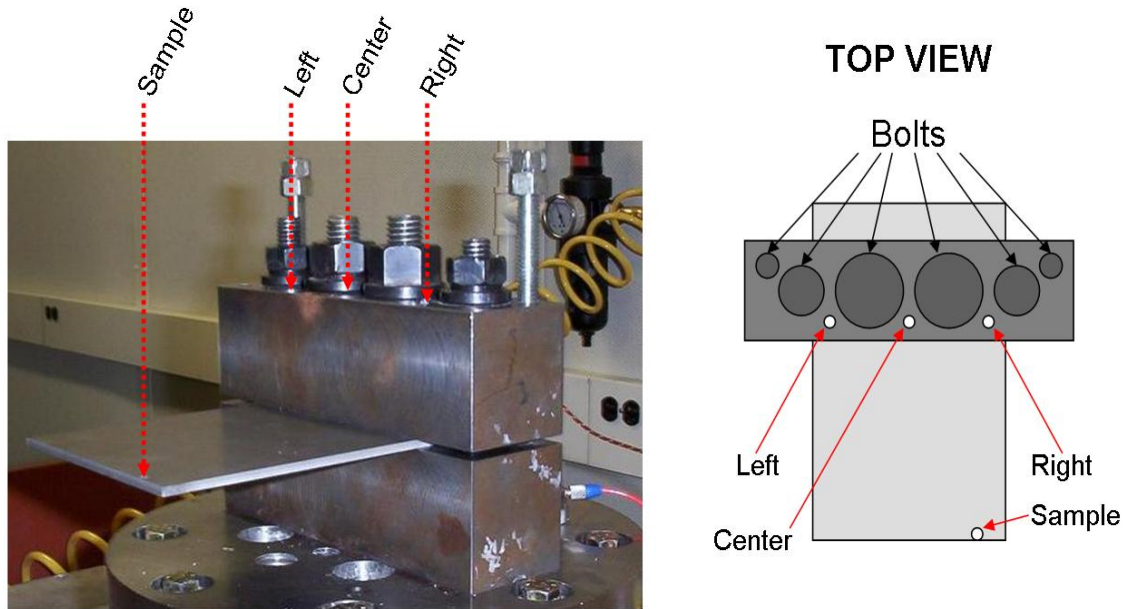 Sample
Left
Center
Right
TOP VIEW
Bolts
Left
Right
Center
Sample